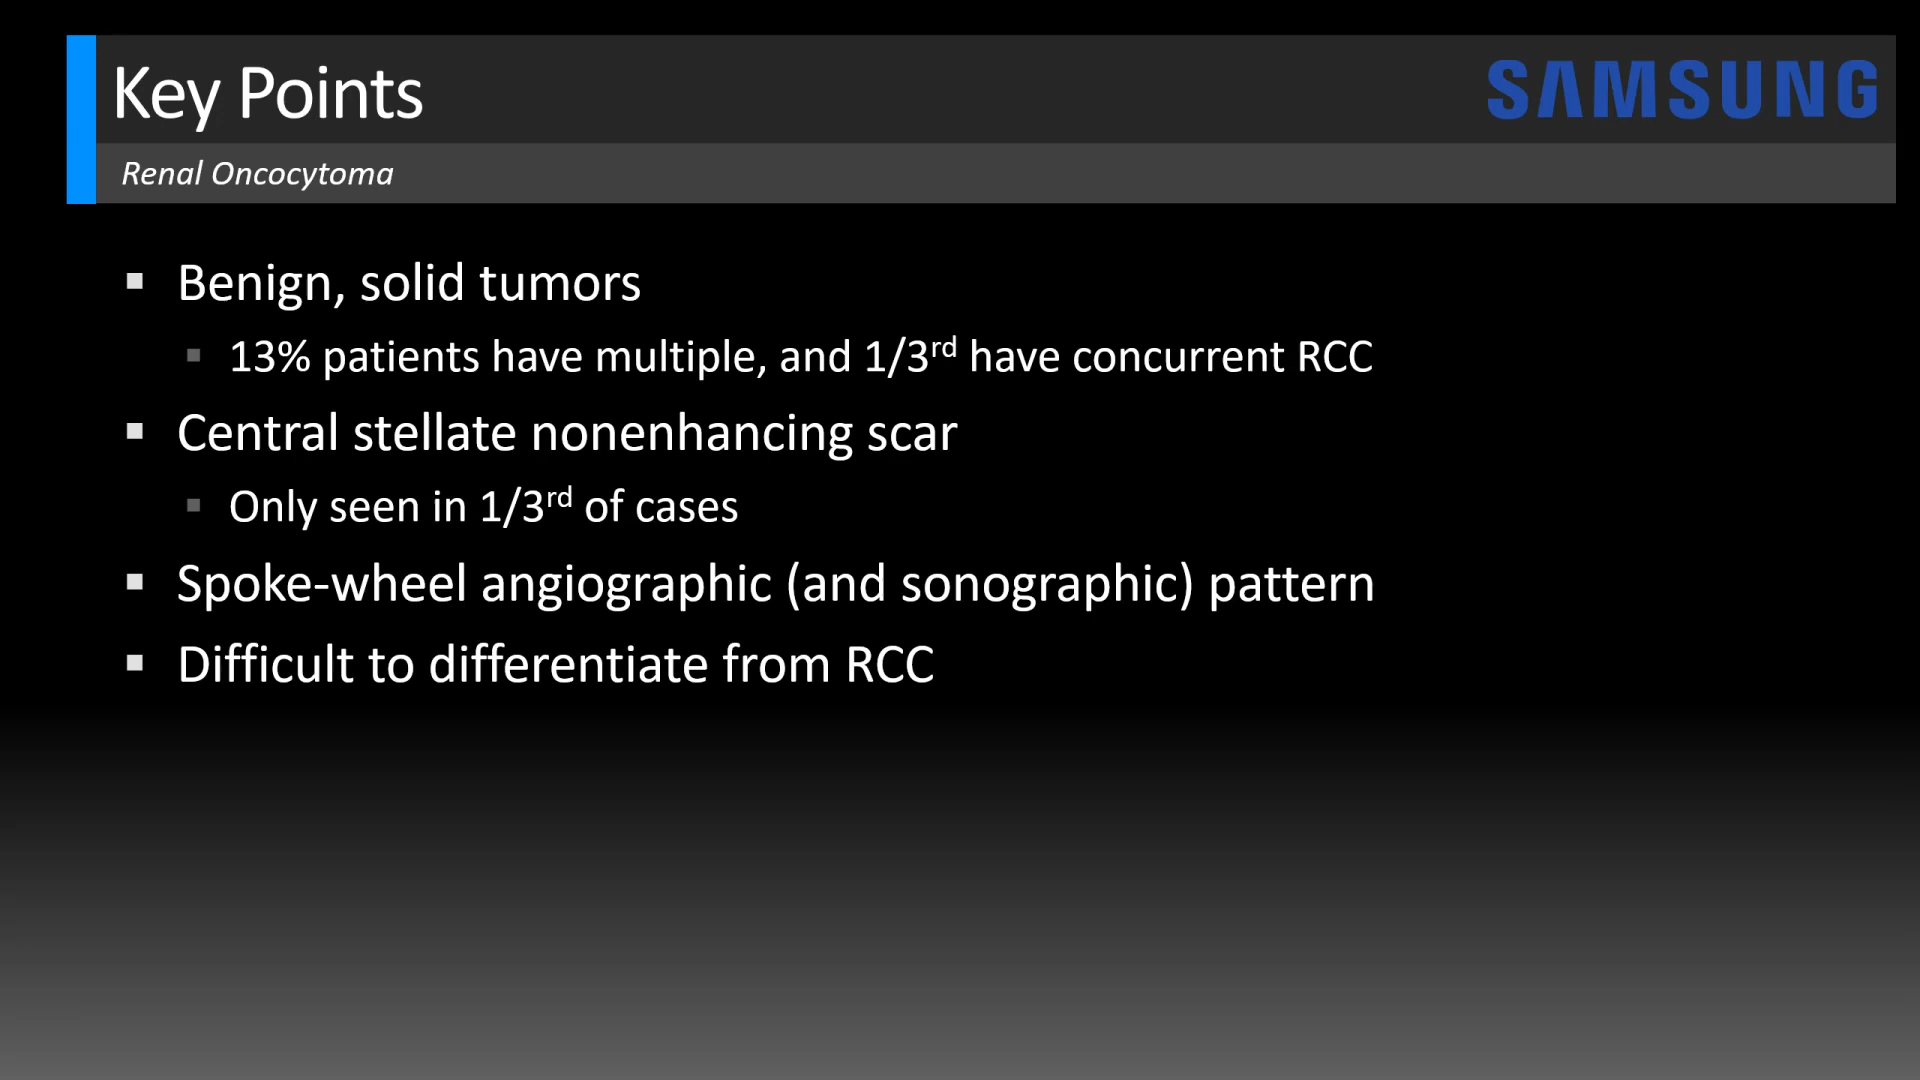 Key Points
SAMSUNG
Renal Oncocytoma
▪ Benign, solid tumors
▪ 13% patients have multiple, and 1/3rd have concurrent RCC
▪ Central stellate nonenhancing scar
▪ Only seen in 1/3rd of cases
▪ Spoke-wheel angiographic (and sonographic) pattern
▪ Difficult to differentiate from RCC